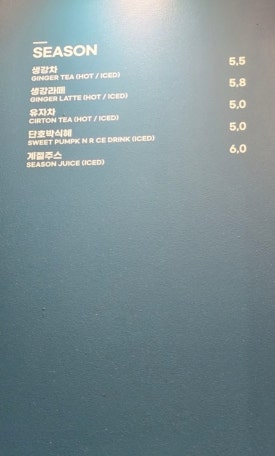 SEASON
생강차 5,5
GINGER TEA (HOT / ICED)
생강라떼 5,8
GINGER LATTE (HOT / ICED)
유자차 5,0
CIRTON TEA (HOT / ICED)
단호박식혜 5,0
SWEET PUMPK N R CE DRINK (ICED)
계절주스 6,0
SEASON JUICE (ICED)